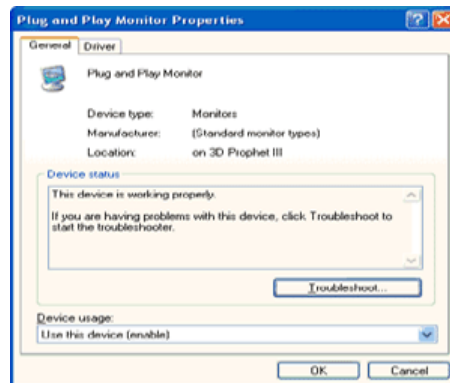 Plug and Play Monitor Properties
General
Driver
Plug and Play Monitor
Device type: Monitors
Manufacturer: (Standard monitor types)
Location: on 3D Prophet III
Device status
This device is working properly.
If you are having problems with this device, click Troubleshoot to
start the troubleshooter.
Troubleshoot...
Device usage:
Use this device (enable)
OK
Cancel